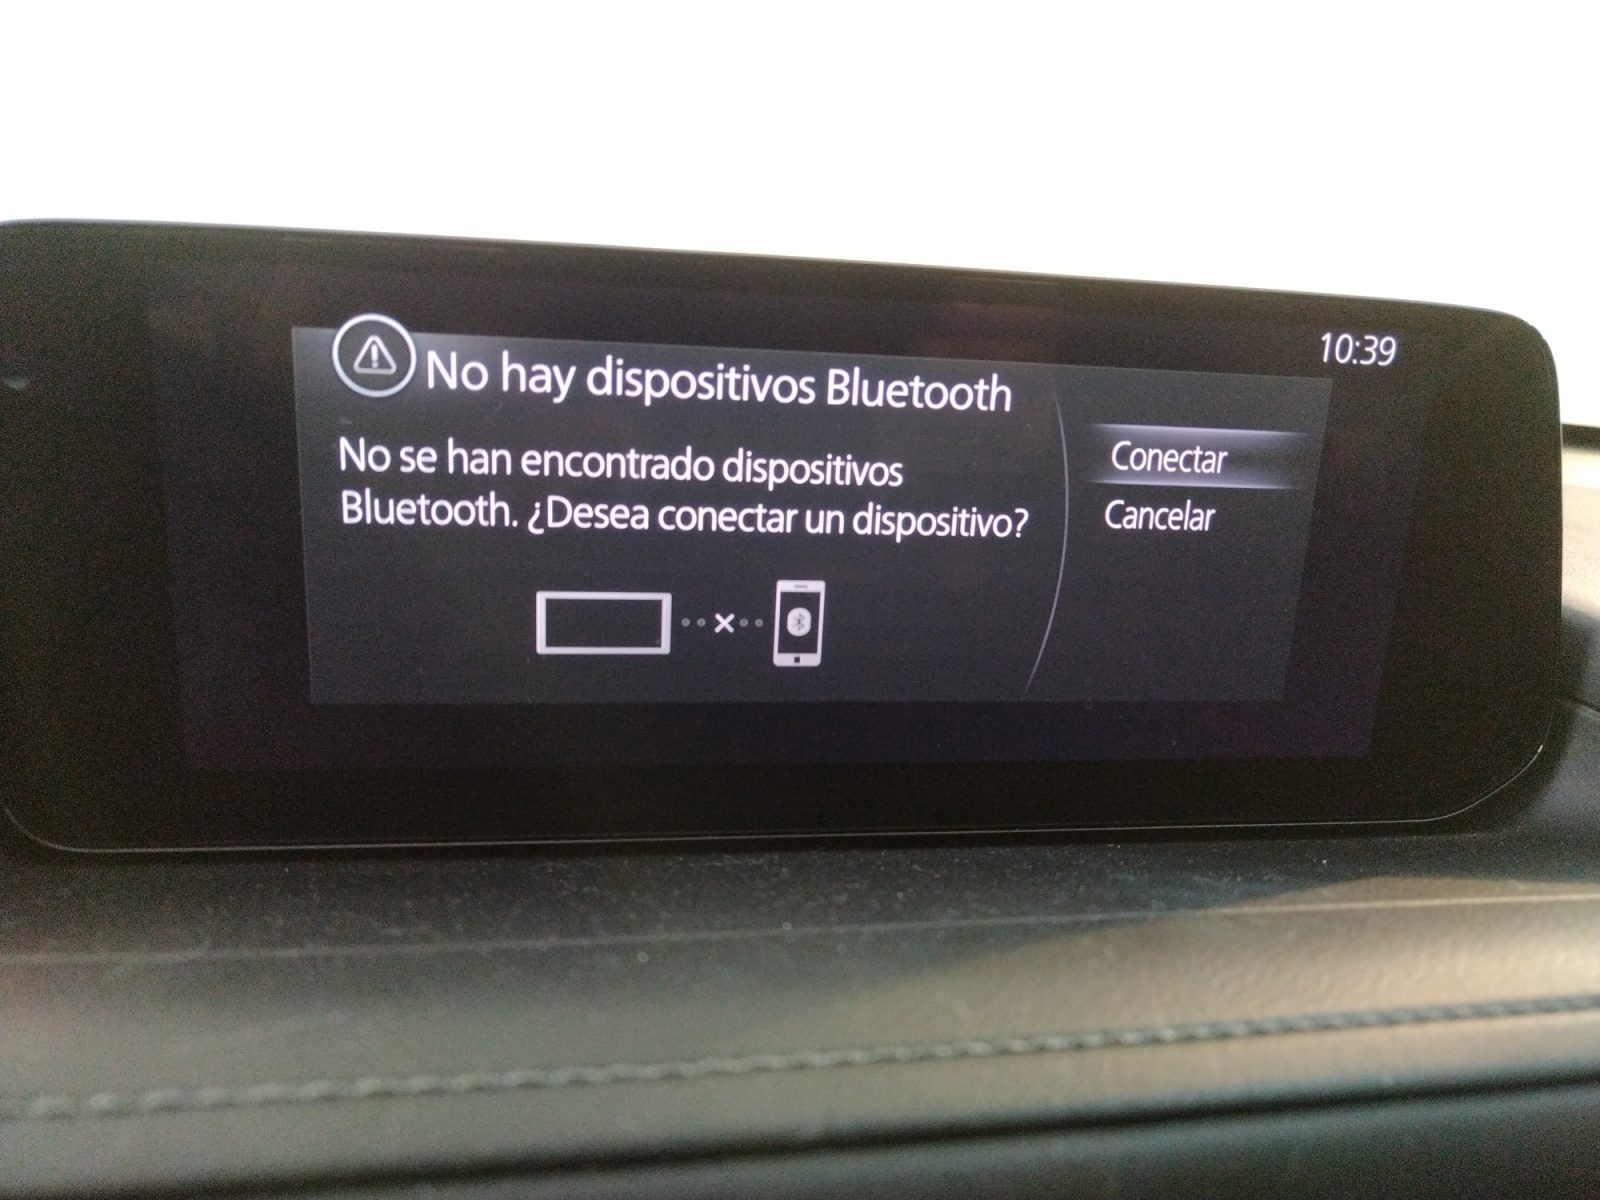 10:39
No hay dispositivos Bluetooth
No se han encontrado dispositivos
Bluetooth. ¿Desea conectar un dispositivo?
Conectar
Cancelar